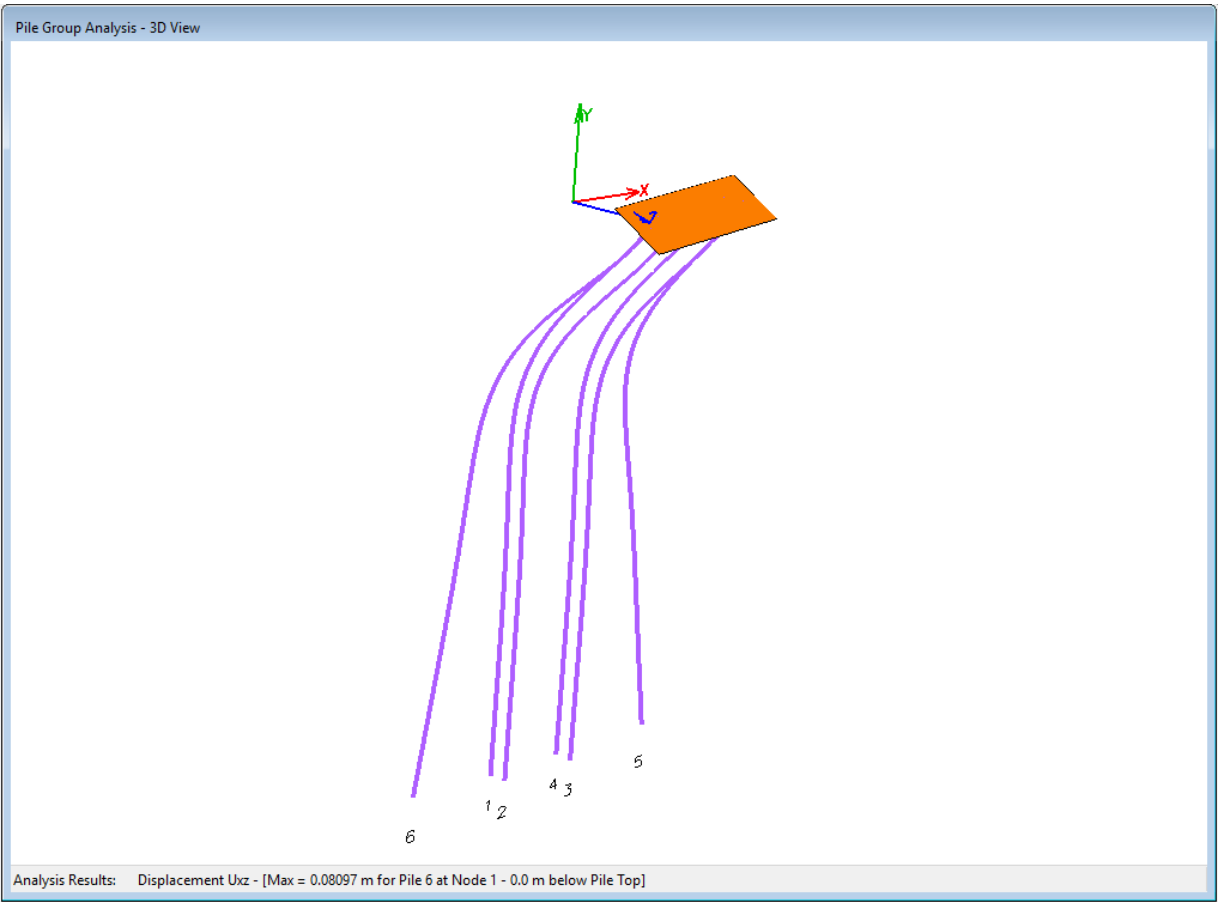 Pile Group Analysis - 3D View
Y
X
Z
5
4 3
1 2
6
Analysis Results: Displacement Uxz - [Max = 0.08097 m for Pile 6 at Node 1 - 0.0 m below Pile Top]